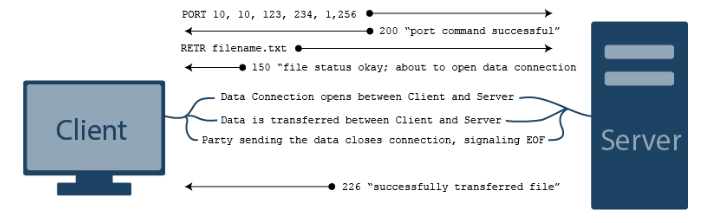 PORT 10, 10, 123, 234, 1,256
200 “port command successful”
RETR filename.txt
150 “file status okay; about to open data connection
Data Connection opens between Client and Server
Client
Data is transferred between Client and Server
Server
Party sending the data closes connection, signaling EOF
226 “successfully transferred file”